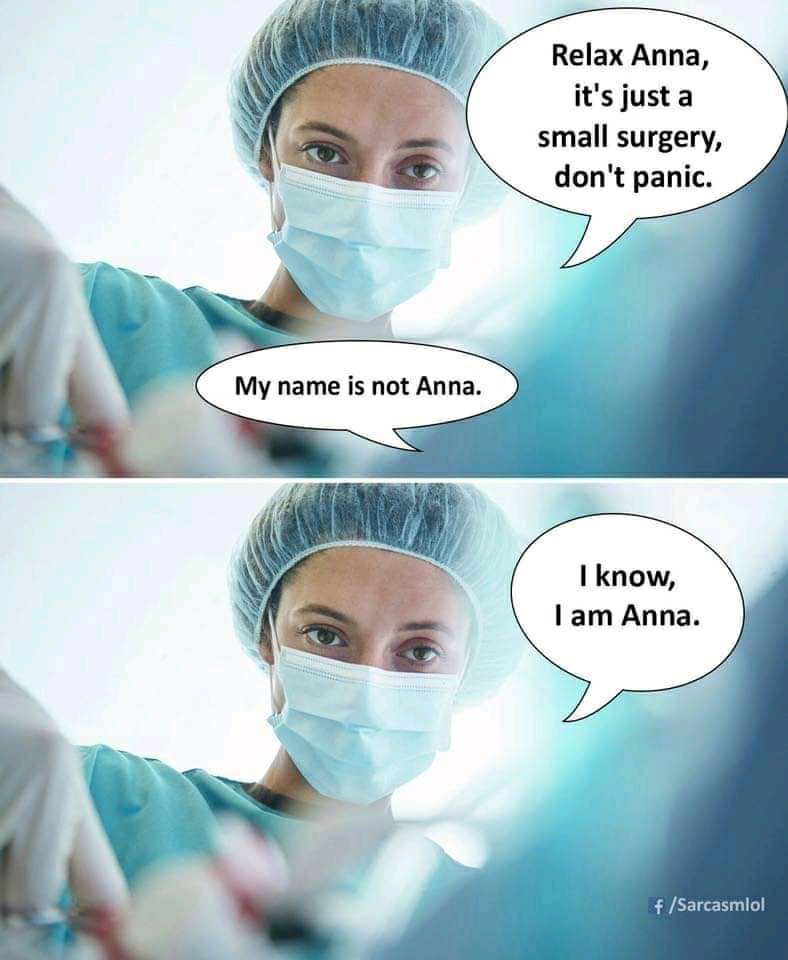 Relax Anna,
it's just a
small surgery,
don't panic.
My name is not Anna.
I know,
I am Anna.
f /Sarcasmlol